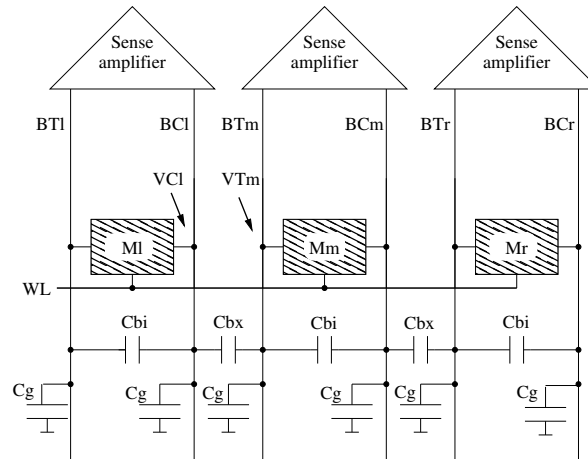 Sense
amplifier
Sense
amplifier
Sense
amplifier
BTl
BCl
BTm
BCm
BTr
BCr
VCl
VTm
Ml
Mm
Mr
WL
Cbi
Cbx
Cbi
Cbx
Cbi
Cg
Cg
Cg
Cg
Cg
Cg